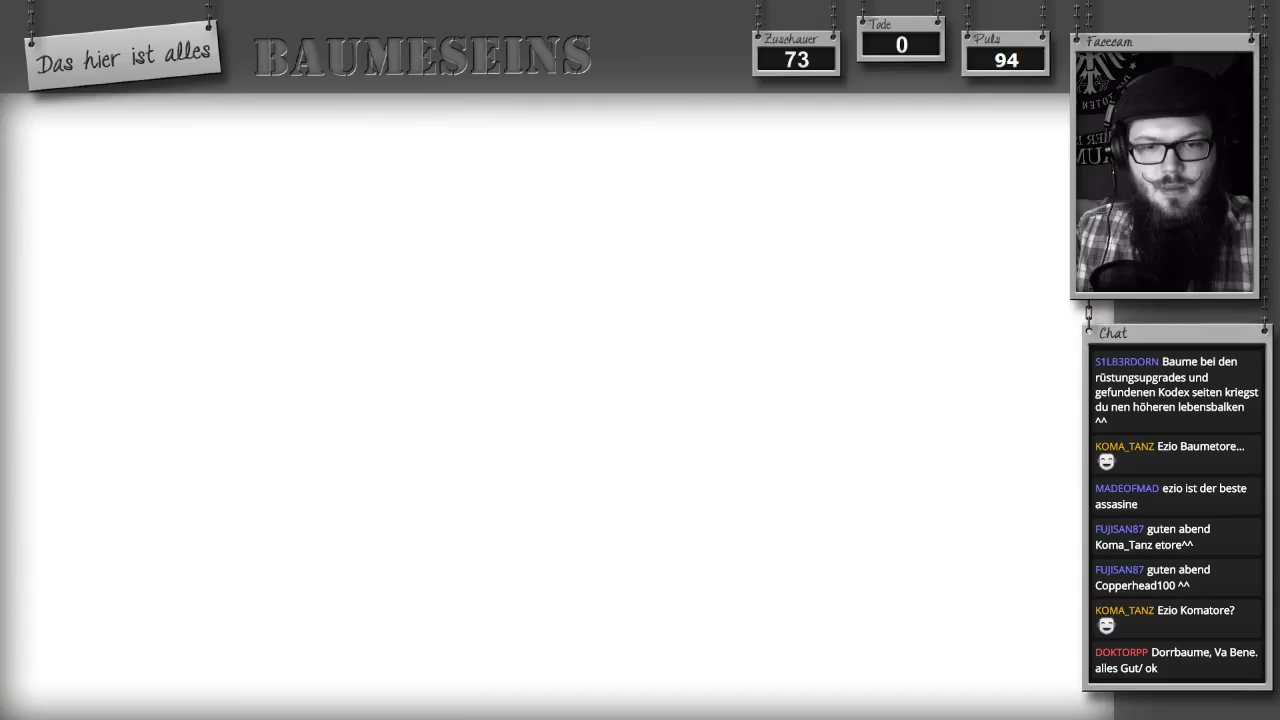 Das hier ist alles
BAUMESEINS
Zuschauer
73
Tode
0
Puls
94
Facecam
Chat
S1LB3RDORN Baume bei den
rüstungsupgrades und
gefundenen Kodex seiten kriegst
du nen höheren lebensbalken
^^
KOMA_TANZ Ezio Baumetore...
MADEOFMAD ezio ist der beste
assasine
FUJISAN87 guten abend
Koma_Tanz etore^^
FUJISAN87 guten abend
Copperhead100 ^^
KOMA_TANZ Ezio Komatore?
DOKTORPP Dorrbaume, Va Bene.
alles Gut/ ok